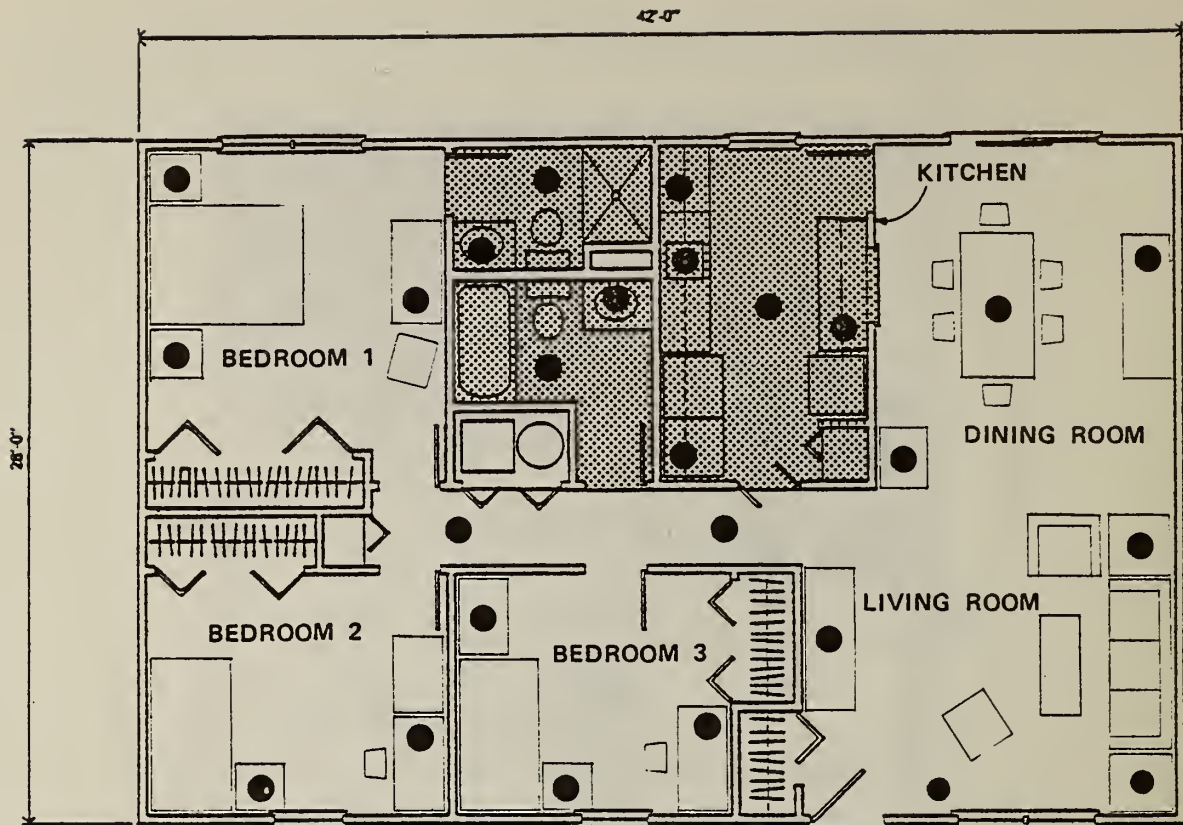 42'-0"
KITCHEN
BEDROOM 1
28'-0"
DINING ROOM
LIVING ROOM
BEDROOM 2
BEDROOM 3